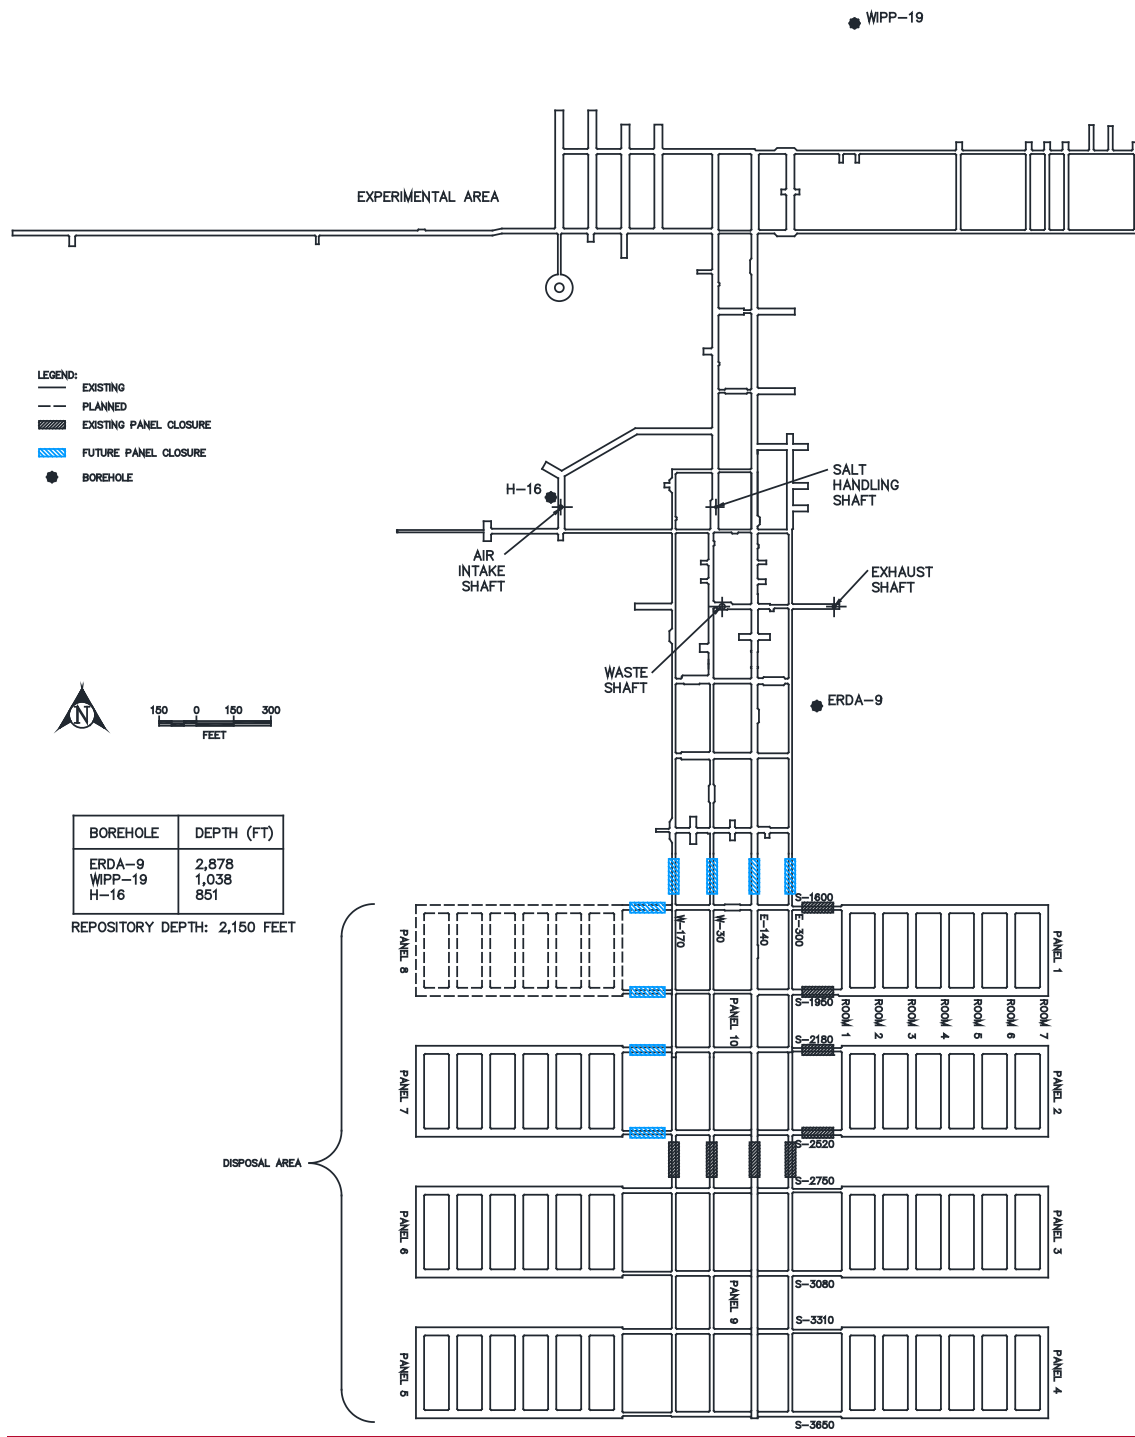 WIPP-19
EXPERIMENTAL AREA
LEGEND:
EXISTING
PLANNED
EXISTING PANEL CLOSURE
FUTURE PANEL CLOSURE
BOREHOLE
H-16
SALT
HANDLING
SHAFT
AIR
INTAKE
SHAFT
EXHAUST
SHAFT
WASTE
SHAFT
ERDA-9
N
150 0 150 300
FEET
BOREHOLE DEPTH (FT)
ERDA-9 2,878
WIPP-19 1,038
H-16 851
REPOSITORY DEPTH: 2,150 FEET
S-1600
W-170
W-30
E-140
E-300
PANEL 8
PANEL 1
S-1950
PANEL 10
ROOM 1
ROOM 2
ROOM 3
ROOM 4
ROOM 5
ROOM 6
ROOM 7
S-2180
PANEL 7
PANEL 2
S-2520
DISPOSAL AREA
S-2750
PANEL 6
PANEL 3
S-3080
PANEL 9
S-3310
PANEL 5
PANEL 4
S-3650